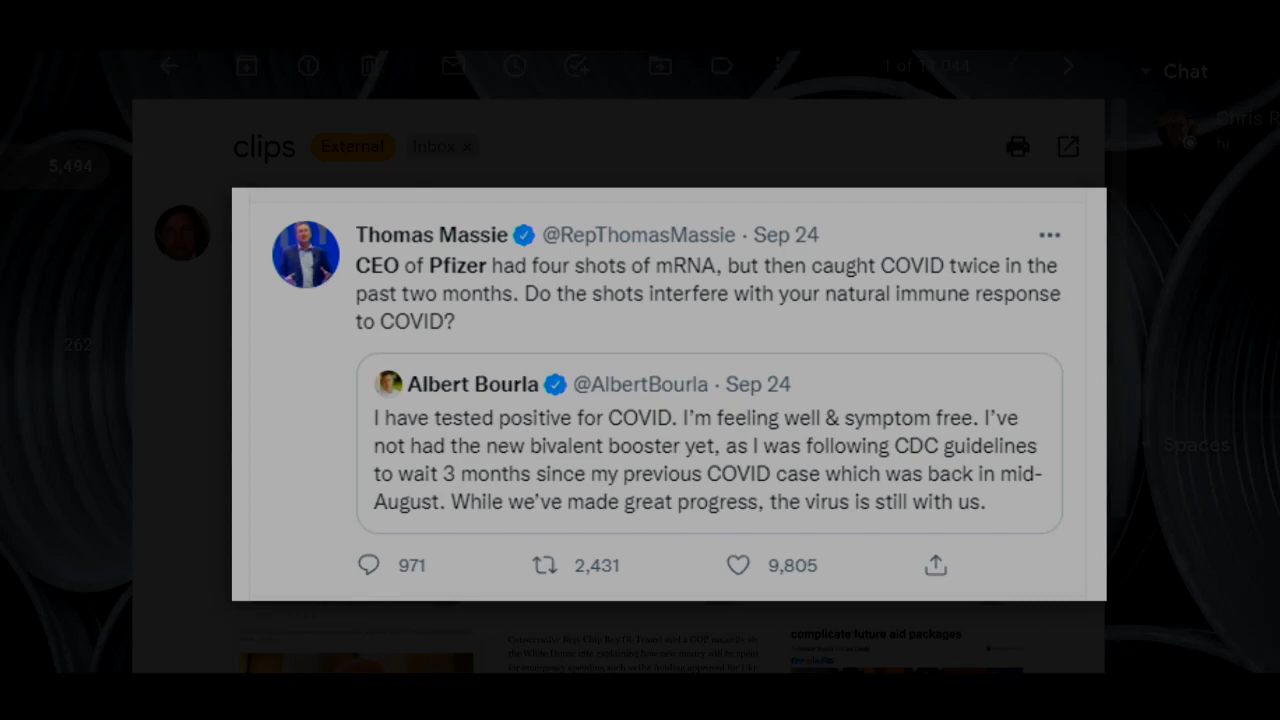 1 of
Chat
clips External Inbox ×
Chris R
hi
5,494
Thomas Massie @RepThomasMassie · Sep 24
CEO of Pfizer had four shots of mRNA, but then caught COVID twice in the
past two months. Do the shots interfere with your natural immune response
to COVID?
262
Albert Bourla @AlbertBourla · Sep 24
I have tested positive for COVID. I’m feeling well & symptom free. I’ve
not had the new bivalent booster yet, as I was following CDC guidelines
to wait 3 months since my previous COVID case which was back in mid-
August. While we’ve made great progress, the virus is still with us.
Spaces
971 2,431 9,805
complicate future aid packages